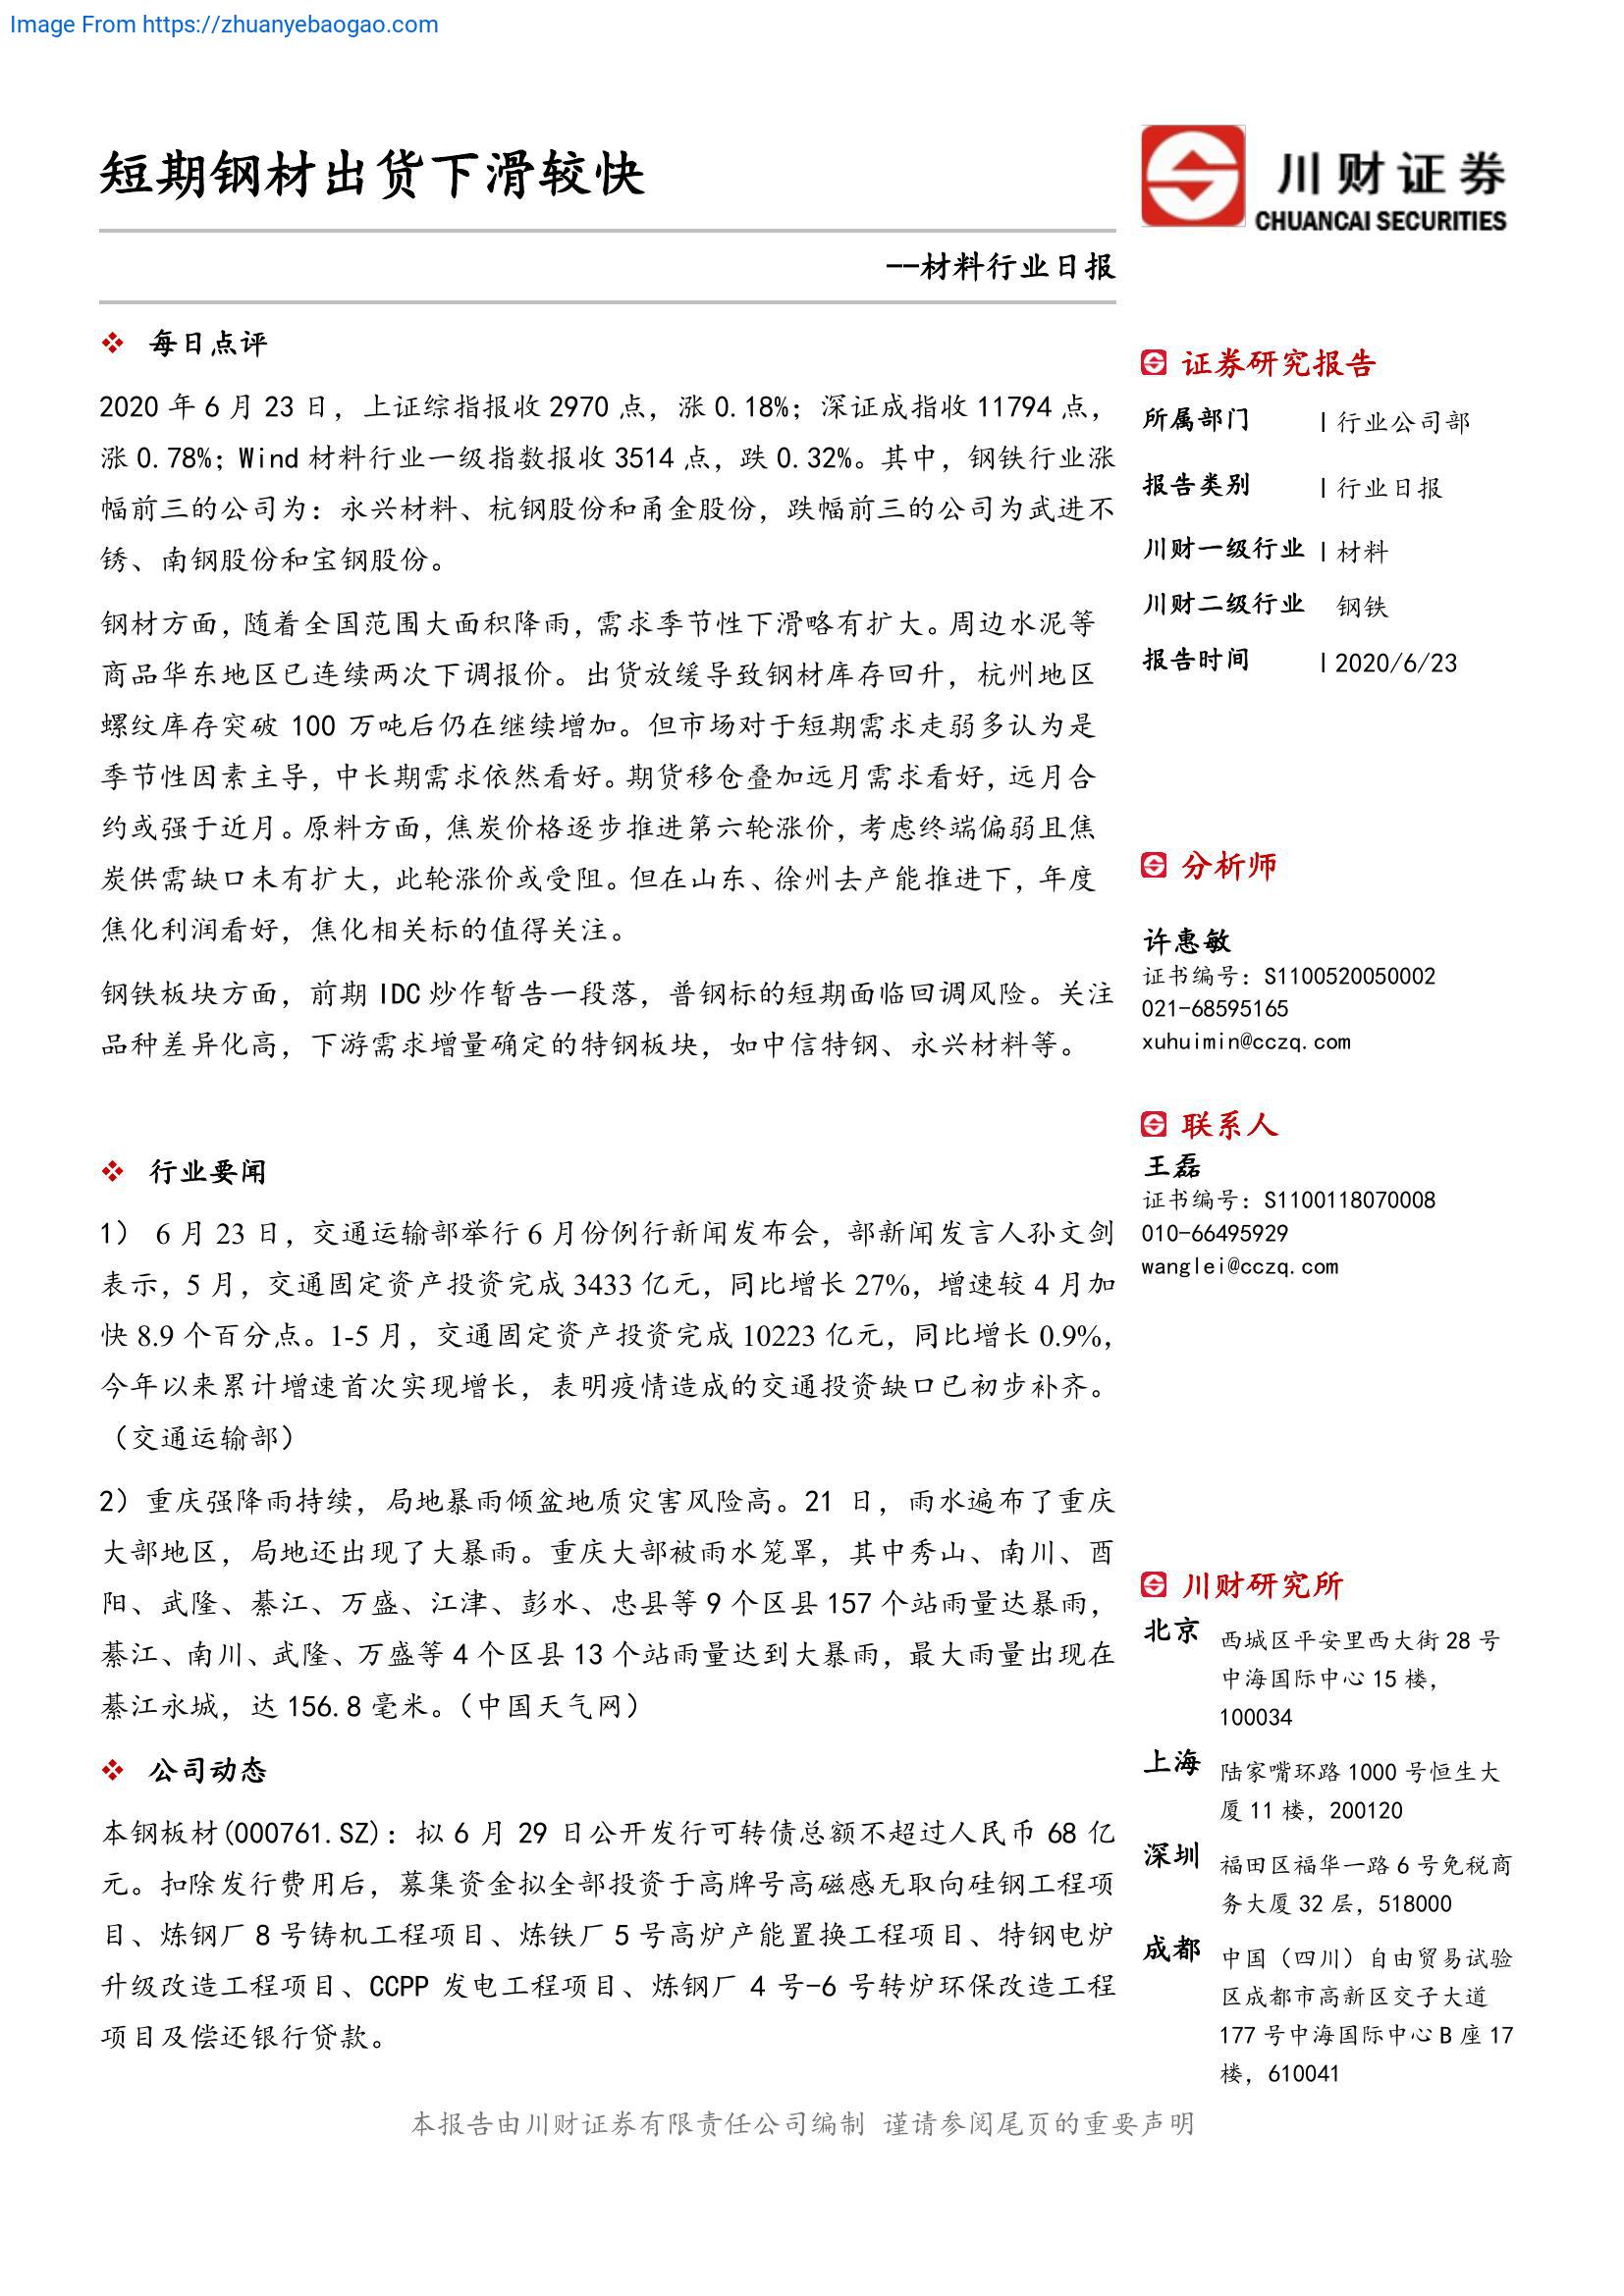 Image From https://zhuanyebaogao.com
短期钢材出货下滑较快
川财证券
CHUANCAI SECURITIES
--材料行业日报
❖ 每日点评
2020 年 6 月 23 日，上证综指报收 2970 点，涨 0.18%；深证成指收 11794 点，
涨 0.78%；Wind 材料行业一级指数报收 3514 点，跌 0.32%。其中，钢铁行业涨
幅前三的公司为：永兴材料、杭钢股份和甬金股份，跌幅前三的公司为武进不
锈、南钢股份和宝钢股份。
钢材方面，随着全国范围大面积降雨，需求季节性下滑略有扩大。周边水泥等
商品华东地区已连续两次下调报价。出货放缓导致钢材库存回升，杭州地区
螺纹库存突破 100 万吨后仍在继续增加。但市场对于短期需求走弱多认为是
季节性因素主导，中长期需求依然看好。期货移仓叠加远月需求看好，远月合
约或强于近月。原料方面，焦炭价格逐步推进第六轮涨价，考虑终端偏弱且焦
炭供需缺口未有扩大，此轮涨价或受阻。但在山东、徐州去产能推进下，年度
焦化利润看好，焦化相关标的值得关注。
钢铁板块方面，前期 IDC 炒作暂告一段落，普钢标的短期面临回调风险。关注
品种差异化高，下游需求增量确定的特钢板块，如中信特钢、永兴材料等。
❖ 行业要闻
1） 6 月 23 日，交通运输部举行 6 月份例行新闻发布会，部新闻发言人孙文剑
表示，5 月，交通固定资产投资完成 3433 亿元，同比增长 27%，增速较 4 月加
快 8.9 个百分点。1-5 月，交通固定资产投资完成 10223 亿元，同比增长 0.9%，
今年以来累计增速首次实现增长，表明疫情造成的交通投资缺口已初步补齐。
（交通运输部）
2）重庆强降雨持续，局地暴雨倾盆地质灾害风险高。21 日，雨水遍布了重庆
大部地区，局地还出现了大暴雨。重庆大部被雨水笼罩，其中秀山、南川、酉
阳、武隆、綦江、万盛、江津、彭水、忠县等 9 个区县 157 个站雨量达暴雨，
綦江、南川、武隆、万盛等 4 个区县 13 个站雨量达到大暴雨，最大雨量出现在
綦江永城，达 156.8 毫米。（中国天气网）
❖ 公司动态
本钢板材(000761.SZ)：拟 6 月 29 日公开发行可转债总额不超过人民币 68 亿
元。扣除发行费用后，募集资金拟全部投资于高牌号高磁感无取向硅钢工程项
目、炼钢厂 8 号铸机工程项目、炼铁厂 5 号高炉产能置换工程项目、特钢电炉
升级改造工程项目、CCPP 发电工程项目、炼钢厂 4 号-6 号转炉环保改造工程
项目及偿还银行贷款。
证券研究报告
所属部门 | 行业公司部
报告类别 | 行业日报
川财一级行业 | 材料
川财二级行业 钢铁
报告时间 | 2020/6/23
分析师
许惠敏
证书编号：S1100520050002
021-68595165
xuhuimin@cczq.com
联系人
王磊
证书编号：S1100118070008
010-66495929
wanglei@cczq.com
川财研究所
北京 西城区平安里西大街 28 号
中海国际中心 15 楼，
100034
上海 陆家嘴环路 1000 号恒生大
厦 11 楼，200120
深圳 福田区福华一路 6 号免税商
务大厦 32 层，518000
成都 中国（四川）自由贸易试验
区成都市高新区交子大道
177 号中海国际中心 B 座 17
楼，610041
本报告由川财证券有限责任公司编制 谨请参阅尾页的重要声明